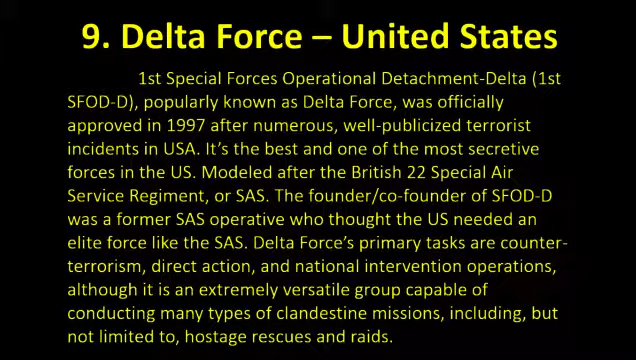 9. Delta Force – United States
1st Special Forces Operational Detachment-Delta (1st
SFOD-D), popularly known as Delta Force, was officially
approved in 1997 after numerous, well-publicized terrorist
incidents in USA. It's the best and one of the most secretive
forces in the US. Modeled after the British 22 Special Air
Service Regiment, or SAS. The founder/co-founder of SFOD-D
was a former SAS operative who thought the US needed an
elite force like the SAS. Delta Force's primary tasks are counter-
terrorism, direct action, and national intervention operations,
although it is an extremely versatile group capable of
conducting many types of clandestine missions, including, but
not limited to, hostage rescues and raids.